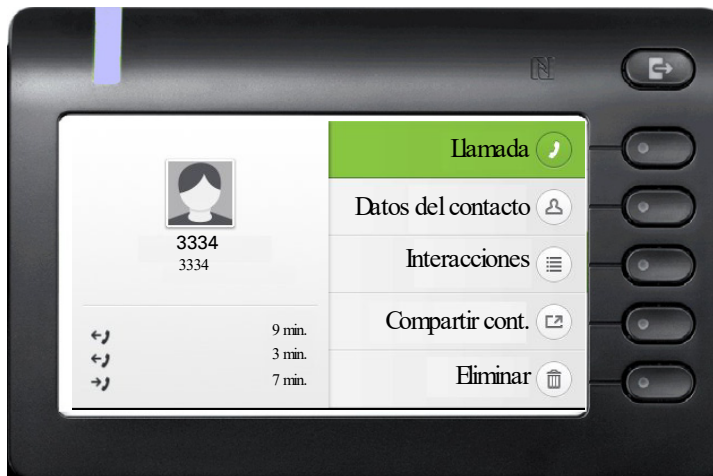 3334
3334
9 min.
3 min.
7 min.
Llamada
Datos del contacto
Interacciones
Compartir cont.
Eliminar